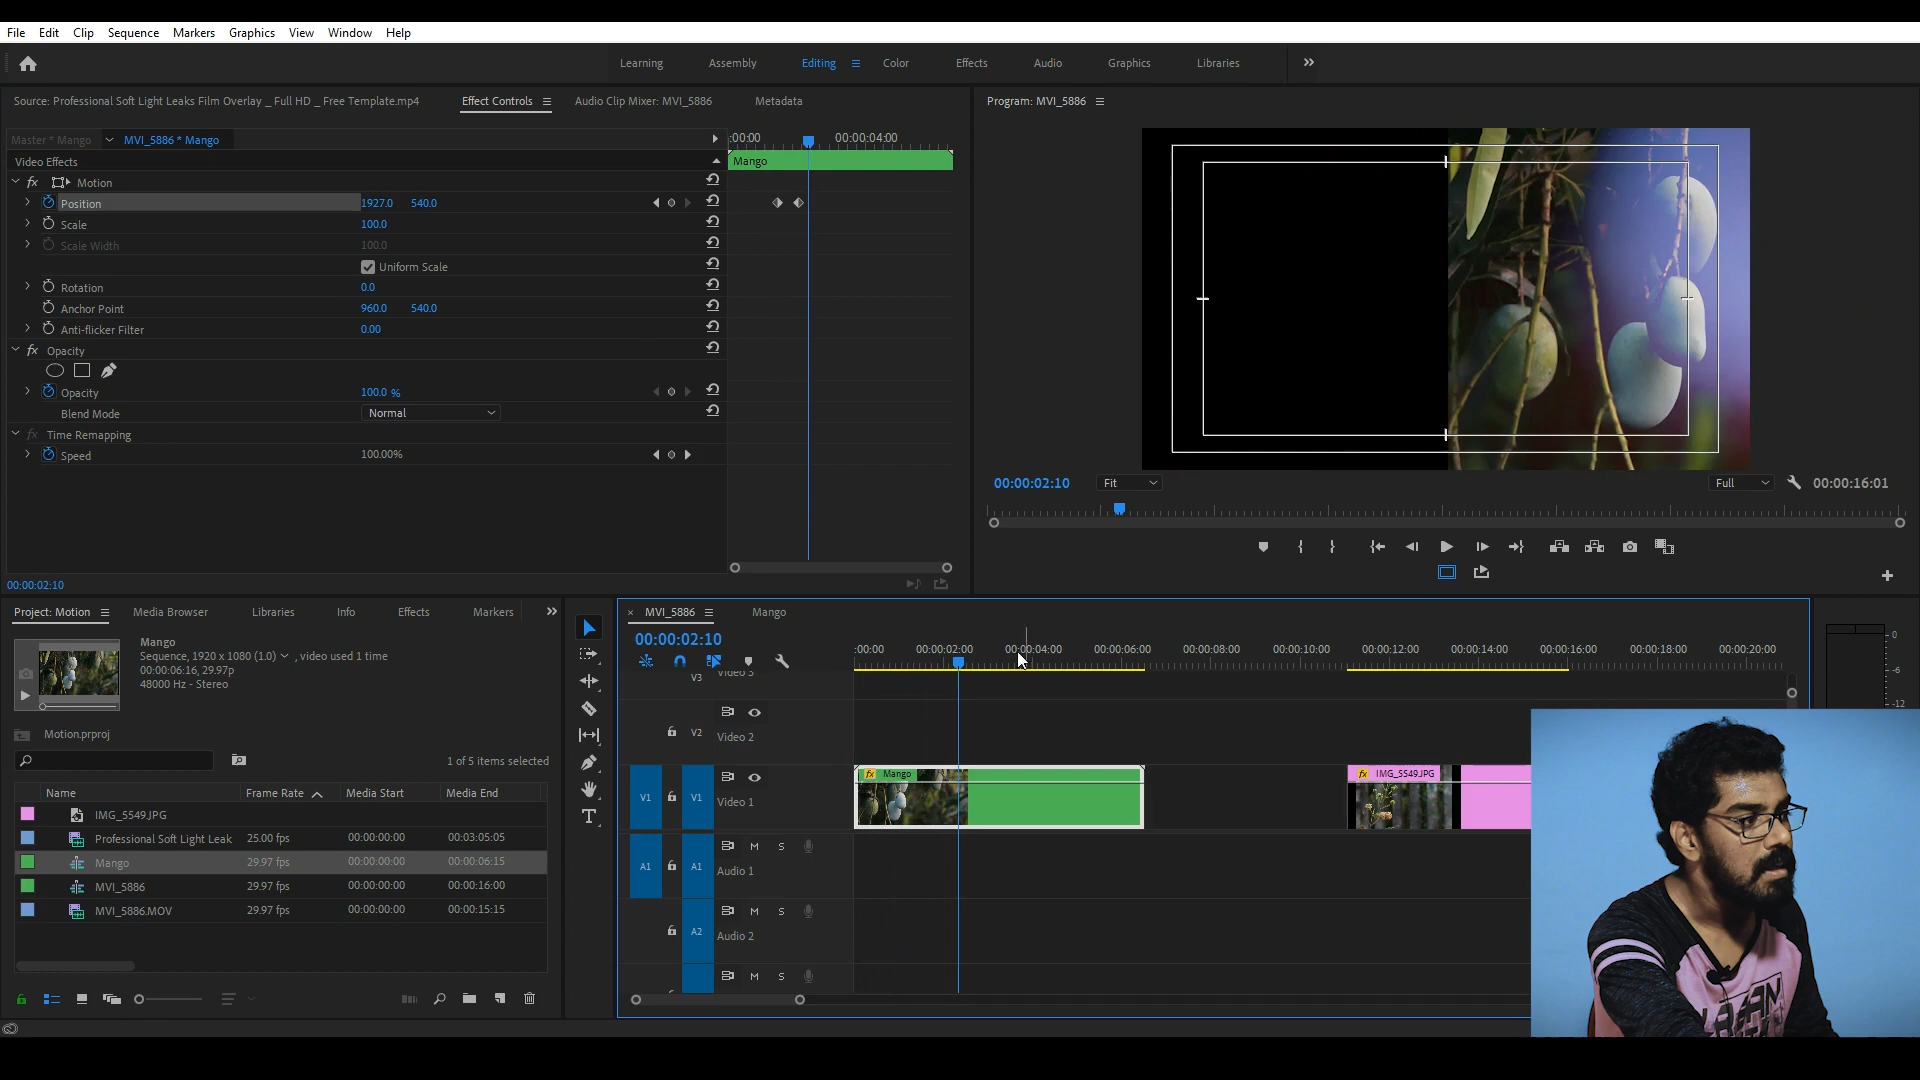 File Edit Clip Sequence Markers Graphics View Window Help
Learning Assembly Editing Color Effects Audio Graphics Libraries
Source: Professional Soft Light Leaks Film Overlay _ Full HD _ Free Template.mp4 Effect Controls Audio Clip Mixer: MVI_5886 Metadata
Program: MVI_5886
Master * Mango MVI_5886 * Mango
:00:00 00:00:04:00
Video Effects
Mango
fx Motion
Position 1927.0 540.0
Scale 100.0
Scale Width 100.0
Uniform Scale
Rotation 0.0
Anchor Point 960.0 540.0
Anti-flicker Filter 0.00
fx Opacity
Opacity 100.0 %
Blend Mode Normal
fx Time Remapping
Speed 100.00%
00:00:02:10
00:00:02:10 Fit Full 00:00:16:01
Project: Motion Media Browser Libraries Info Effects Markers
Mango
Sequence, 1920 x 1080 (1.0) , video used 1 time
00:00:06:16, 29.97p
48000 Hz - Stereo
Motion.prproj
1 of 5 items selected
Name Frame Rate Media Start Media End
IMG_5549.JPG
Professional Soft Light Leak 25.00 fps 00:00:00:00 00:03:05:05
Mango 29.97 fps 00:00:00:00 00:00:06:15
MVI_5886 29.97 fps 00:00:00:00 00:00:16:00
MVI_5886.MOV 29.97 fps 00:00:00:00 00:00:15:15
× MVI_5886 Mango
00:00:02:10
:00:00 00:00:02:00 00:00:04:00 00:00:06:00 00:00:08:00 00:00:10:00 00:00:12:00 00:00:14:00 00:00:16:00 00:00:18:00 00:00:20:00
V3 Video 3
V2 Video 2
V1 V1 Video 1
fx Mango
fx IMG_5549.JPG
A1 A1 M S Audio 1
A2 M S Audio 2
M S
T
0
-6
-12